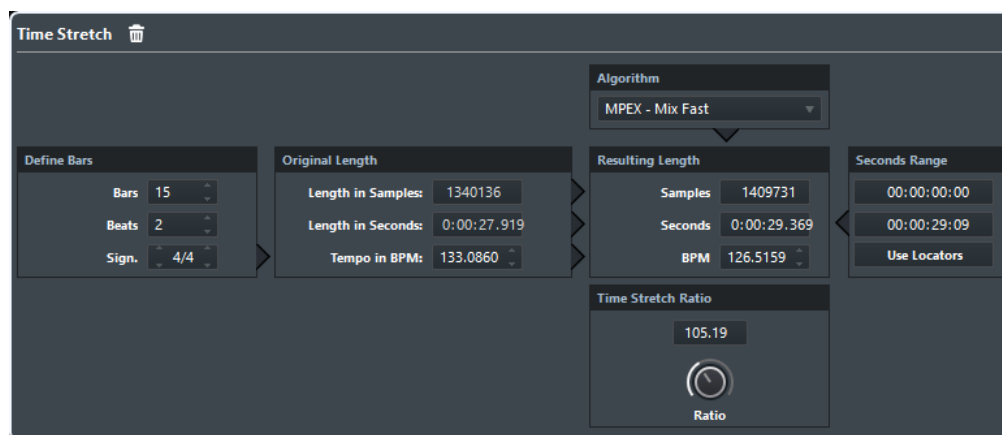 Time Stretch
Algorithm
MPEX - Mix Fast
Define Bars
Bars 15
Beats 2
Sign. 4/4
Original Length
Length in Samples: 1340136
Length in Seconds: 0:00:27.919
Tempo in BPM: 133.0860
Resulting Length
Samples 1409731
Seconds 0:00:29.369
BPM 126.5159
Seconds Range
00:00:00:00
00:00:29:09
Use Locators
Time Stretch Ratio
105.19
Ratio